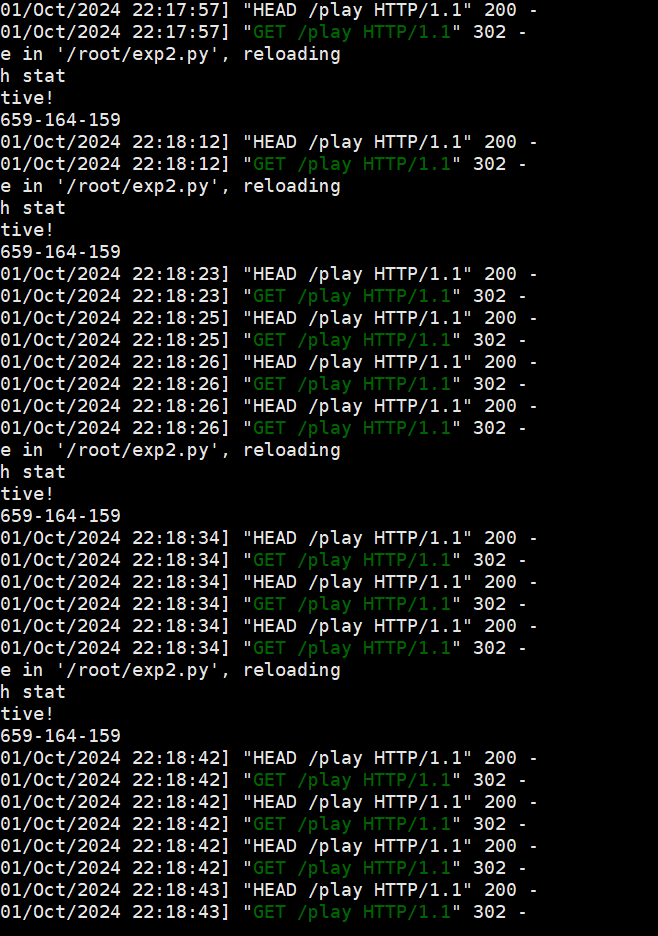 01/Oct/2024 22:17:57] "HEAD /play HTTP/1.1" 200 -
01/Oct/2024 22:17:57] "GET /play HTTP/1.1" 302 -
e in '/root/exp2.py', reloading
h stat
tive!
659-164-159
01/Oct/2024 22:18:12] "HEAD /play HTTP/1.1" 200 -
01/Oct/2024 22:18:12] "GET /play HTTP/1.1" 302 -
e in '/root/exp2.py', reloading
h stat
tive!
659-164-159
01/Oct/2024 22:18:23] "HEAD /play HTTP/1.1" 200 -
01/Oct/2024 22:18:23] "GET /play HTTP/1.1" 302 -
01/Oct/2024 22:18:25] "HEAD /play HTTP/1.1" 200 -
01/Oct/2024 22:18:25] "GET /play HTTP/1.1" 302 -
01/Oct/2024 22:18:26] "HEAD /play HTTP/1.1" 200 -
01/Oct/2024 22:18:26] "GET /play HTTP/1.1" 302 -
01/Oct/2024 22:18:26] "HEAD /play HTTP/1.1" 200 -
01/Oct/2024 22:18:26] "GET /play HTTP/1.1" 302 -
e in '/root/exp2.py', reloading
h stat
tive!
659-164-159
01/Oct/2024 22:18:34] "HEAD /play HTTP/1.1" 200 -
01/Oct/2024 22:18:34] "GET /play HTTP/1.1" 302 -
01/Oct/2024 22:18:34] "HEAD /play HTTP/1.1" 200 -
01/Oct/2024 22:18:34] "GET /play HTTP/1.1" 302 -
01/Oct/2024 22:18:34] "HEAD /play HTTP/1.1" 200 -
01/Oct/2024 22:18:34] "GET /play HTTP/1.1" 302 -
e in '/root/exp2.py', reloading
h stat
tive!
659-164-159
01/Oct/2024 22:18:42] "HEAD /play HTTP/1.1" 200 -
01/Oct/2024 22:18:42] "GET /play HTTP/1.1" 302 -
01/Oct/2024 22:18:42] "HEAD /play HTTP/1.1" 200 -
01/Oct/2024 22:18:42] "GET /play HTTP/1.1" 302 -
01/Oct/2024 22:18:42] "HEAD /play HTTP/1.1" 200 -
01/Oct/2024 22:18:42] "GET /play HTTP/1.1" 302 -
01/Oct/2024 22:18:43] "HEAD /play HTTP/1.1" 200 -
01/Oct/2024 22:18:43] "GET /play HTTP/1.1" 302 -